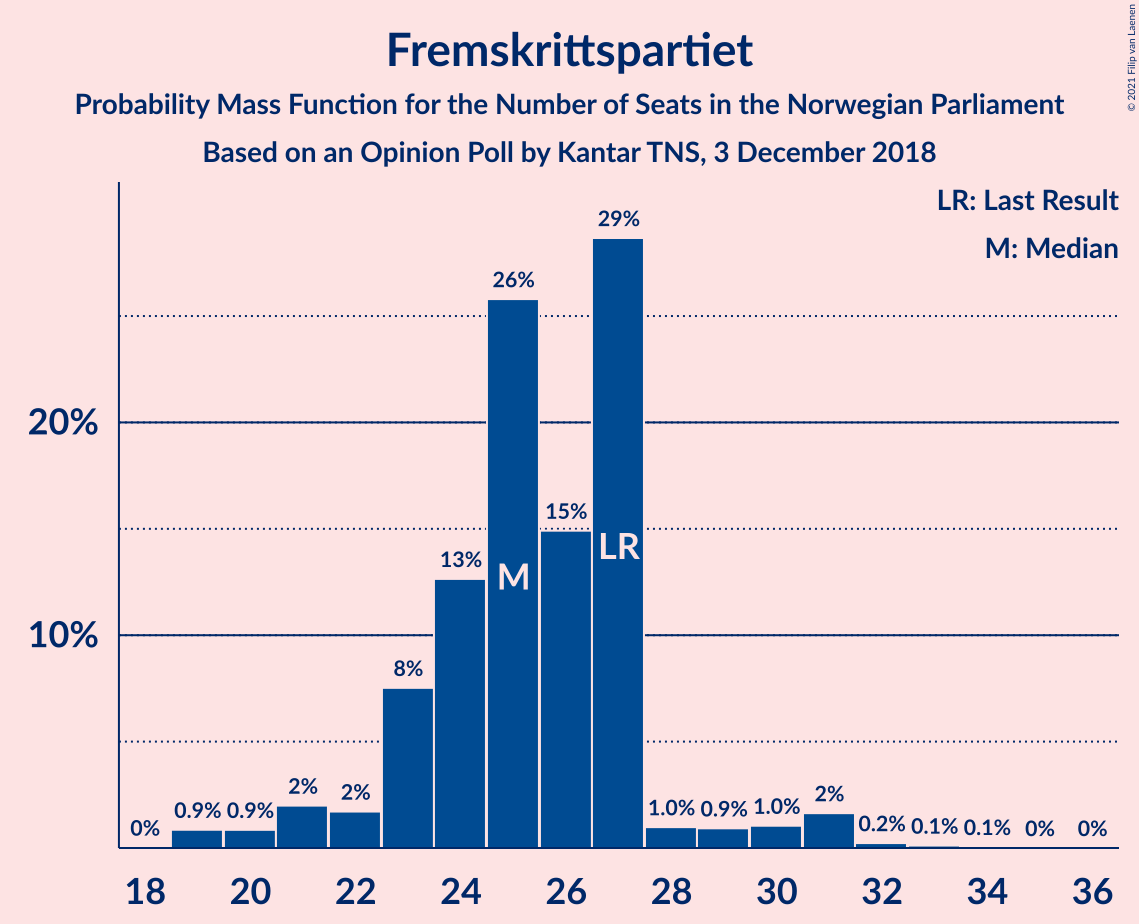 Fremskrittspartiet
Probability Mass Function for the Number of Seats in the Norwegian Parliament
Based on an Opinion Poll by Kantar TNS, 3 December 2018
© 2021 Filip van Laenen
LR: Last Result
M: Median
20%
10%
0%
0.9%
0.9%
2%
2%
8%
13%
26%
15%
29%
1.0%
0.9%
1.0%
2%
0.2%
0.1%
0.1%
0%
0%
M
LR
18 20 22 24 26 28 30 32 34 36